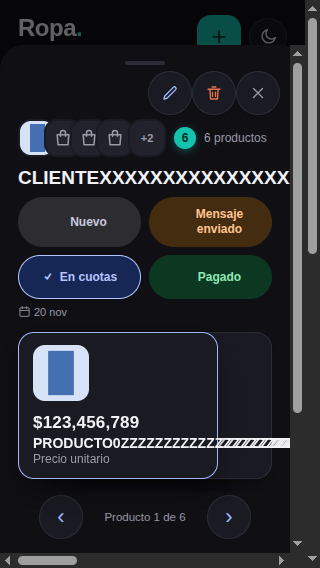 Ropa.
+2
6
6 productos
CLIENTEXXXXXXXXXXXXXXX
Nuevo
Mensaje
enviado
En cuotas
Pagado
20 nov
$123,456,789
Precio unitario
Producto 1 de 6